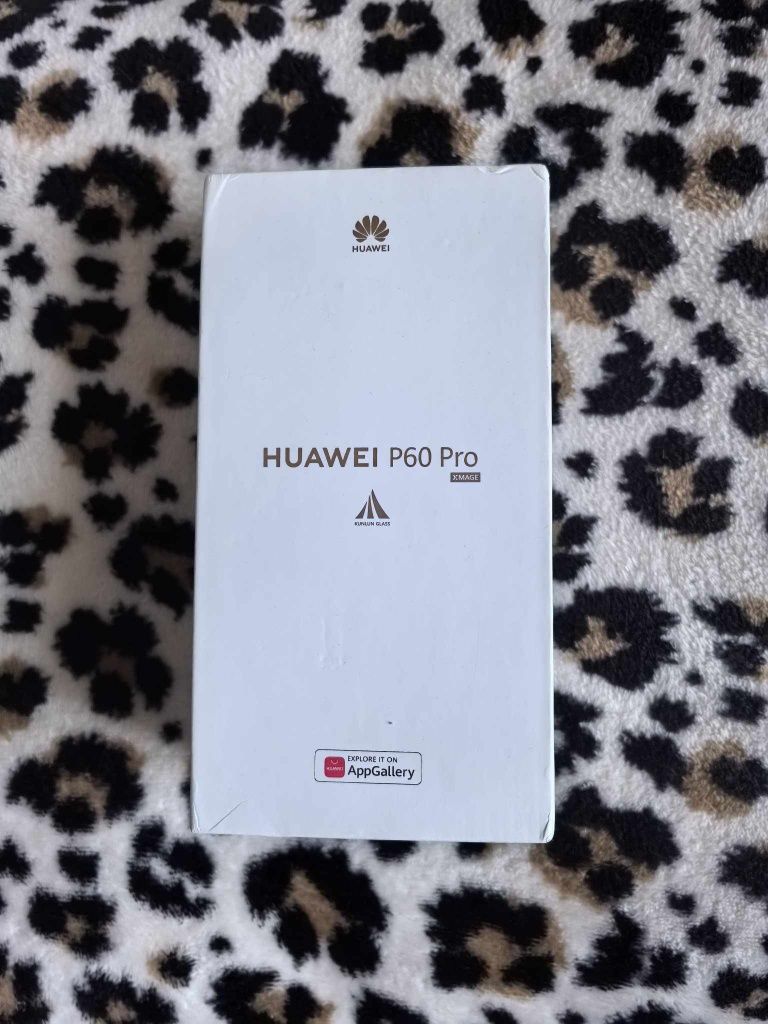 HUAWEI
HUAWEI P60 Pro
XMAGE
KUNLUN GLASS
EXPLORE IT ON
HUAWEI
AppGallery